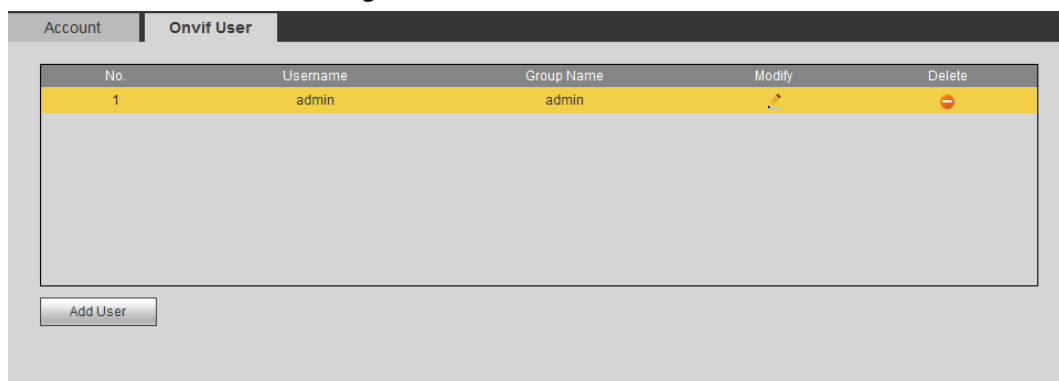 Account Onvif User
No. Username Group Name Modify Delete
1 admin admin
Add User